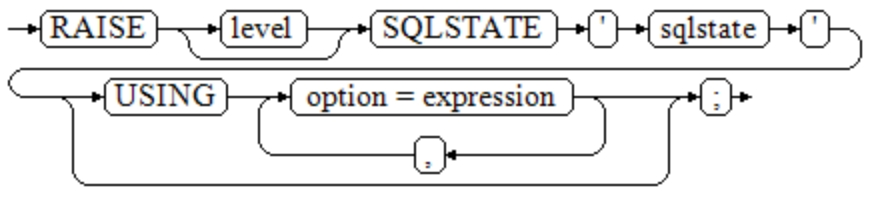 RAISE level SQLSTATE ' sqlstate '
USING option = expression ;
,